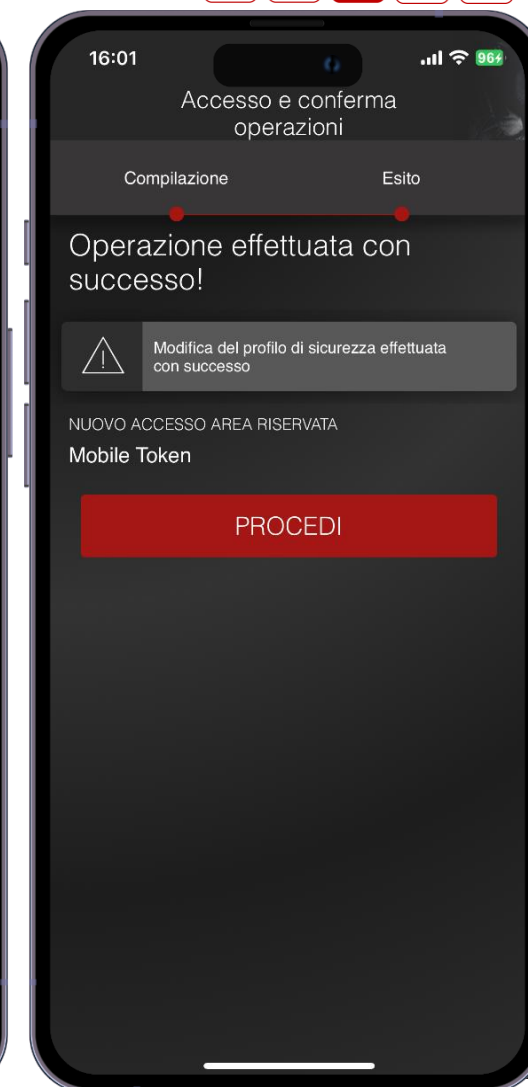 16:01
96
Accesso e conferma
operazioni
Compilazione
Esito
Operazione effettuata con
successo!
Modifica del profilo di sicurezza effettuata
con successo
NUOVO ACCESSO AREA RISERVATA
Mobile Token
PROCEDI